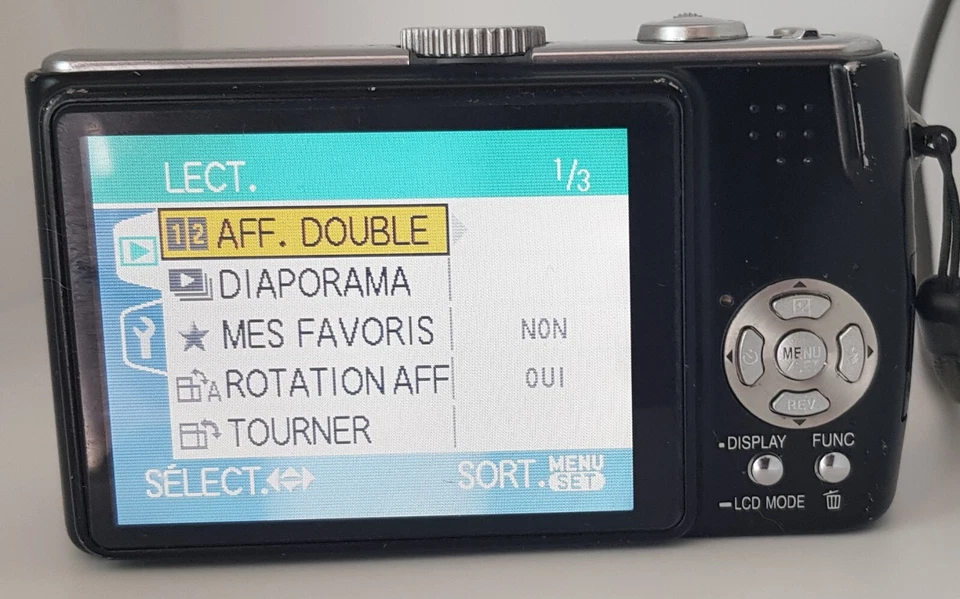 LECT. 1/3
12 AFF. DOUBLE
DIAPORAMA
MES FAVORIS NON
A ROTATION AFF OUI
TOURNER
SÉLECT. SORT. MENU SET
MENU
REV
DISPLAY FUNC
LCD MODE